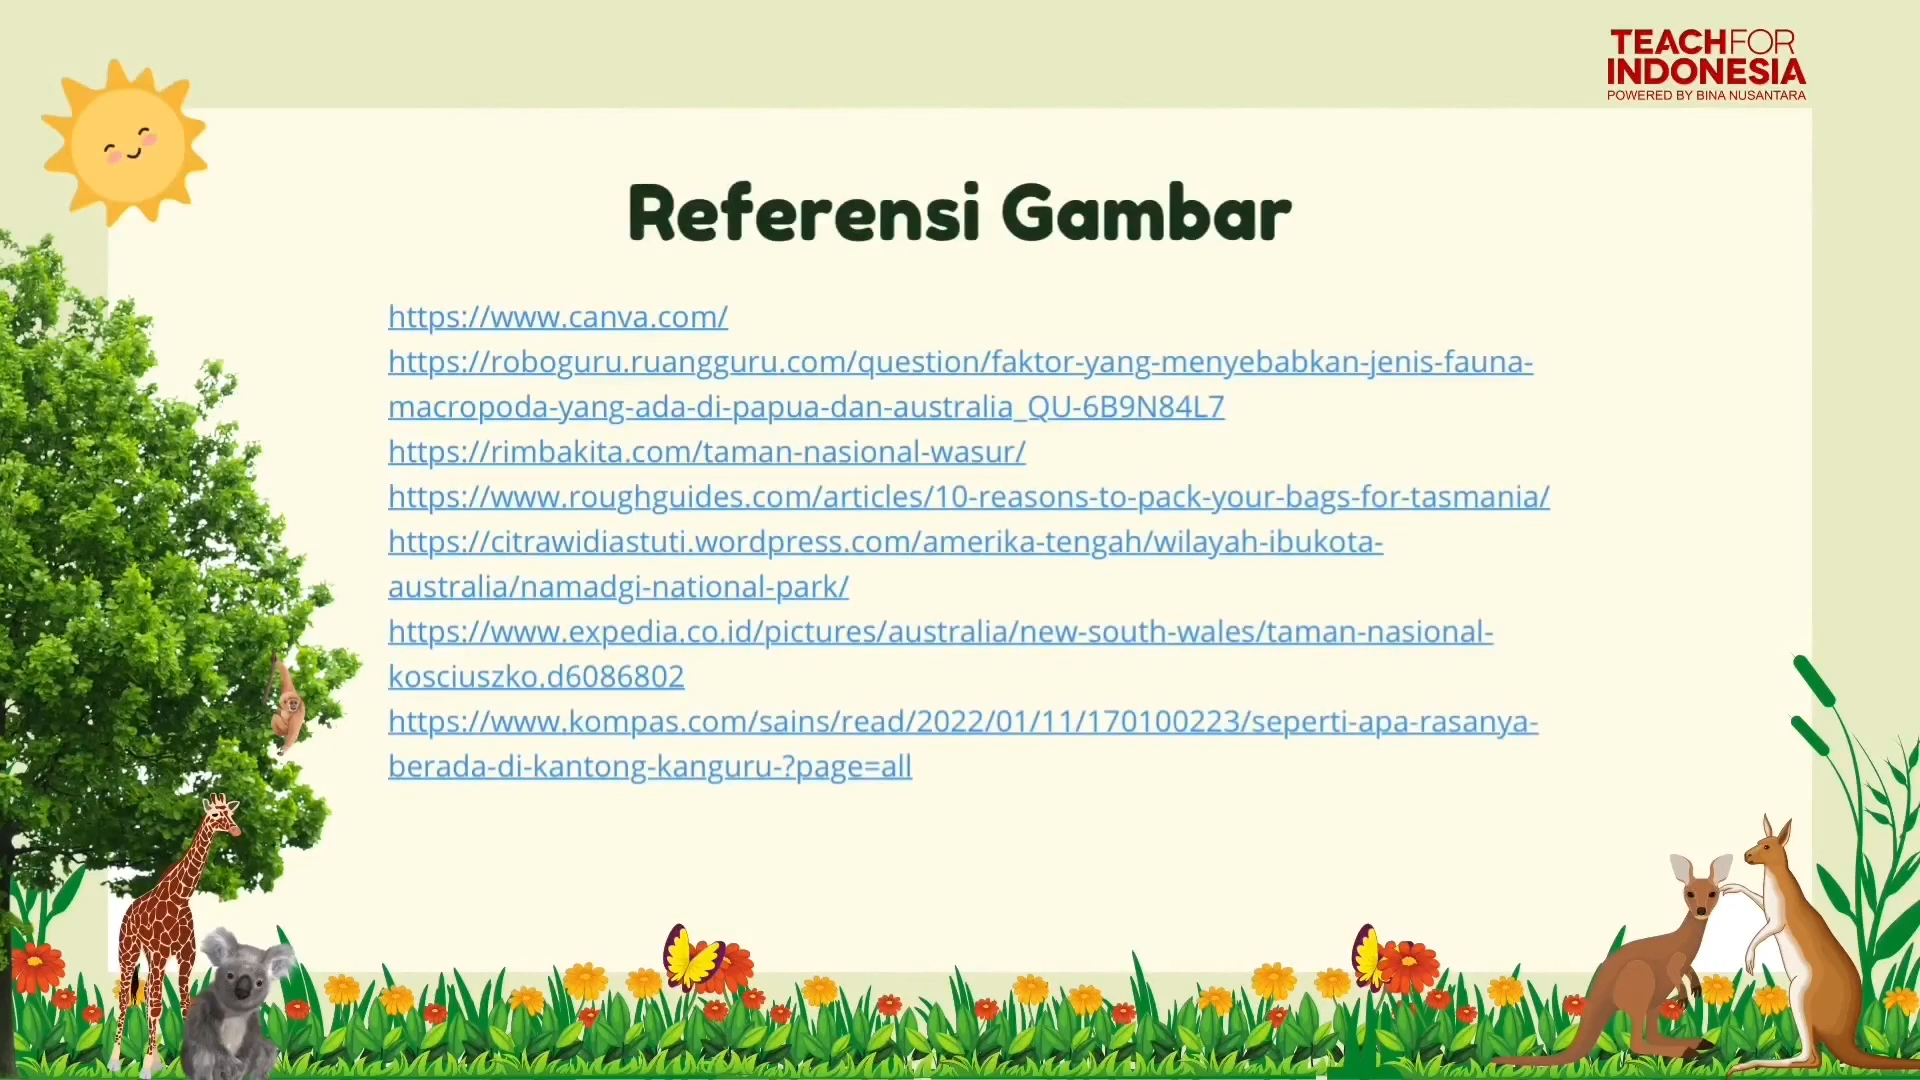 TEACHFOR
INDONESIA
POWERED BY BINA NUSANTARA
Referensi Gambar
https://www.canva.com/
https://roboguru.ruangguru.com/question/faktor-yang-menyebabkan-jenis-fauna-
macropoda-yang-ada-di-papua-dan-australia_QU-6B9N84L7
https://rimbakita.com/taman-nasional-wasur/
https://www.roughguides.com/articles/10-reasons-to-pack-your-bags-for-tasmania/
https://citrawidiastuti.wordpress.com/amerika-tengah/wilayah-ibukota-
australia/namadgi-national-park/
https://www.expedia.co.id/pictures/australia/new-south-wales/taman-nasional-
kosciuszko.d6086802
https://www.kompas.com/sains/read/2022/01/11/170100223/seperti-apa-rasanya-
berada-di-kantong-kanguru-?page=all